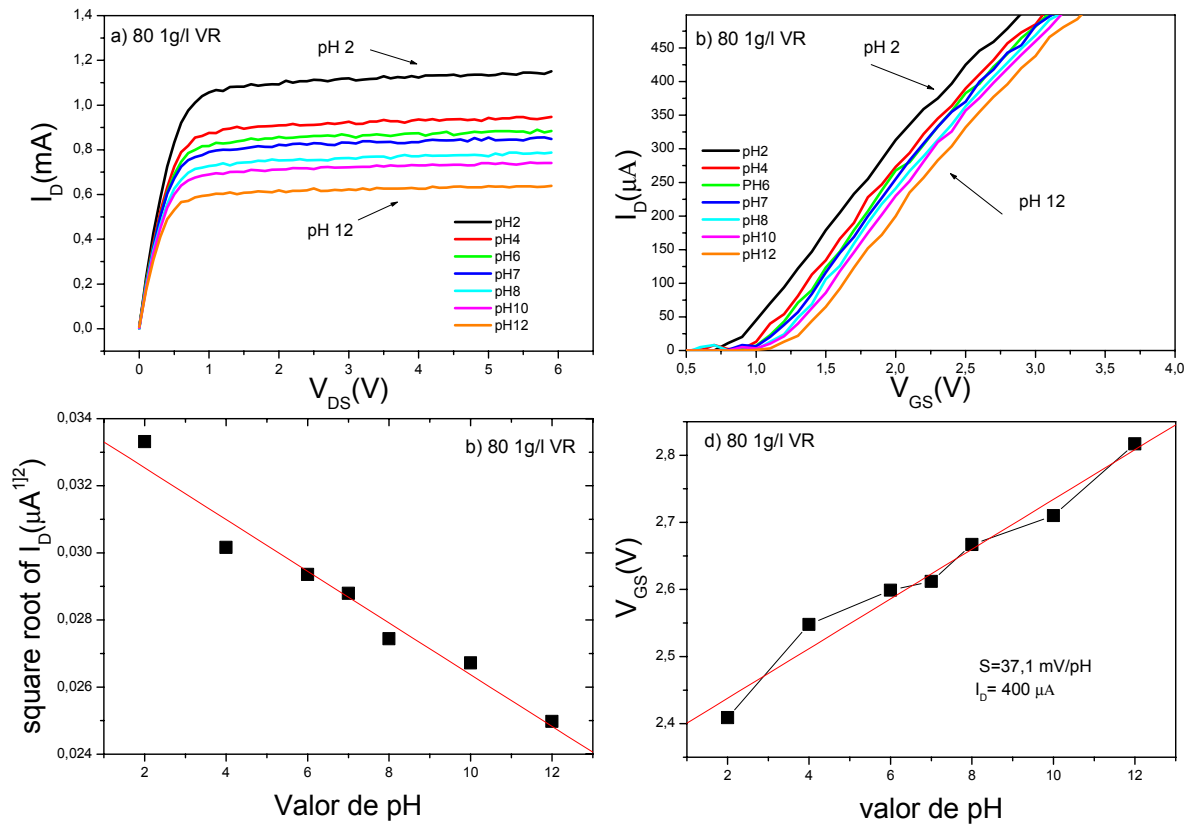 a) 80 1g/l VR
pH 2
pH 12
pH2
pH4
pH6
pH7
pH8
pH10
pH12
1,4
1,2
1,0
0,8
0,6
0,4
0,2
0,0
I_D(mA)
0 1 2 3 4 5 6
V_DS(V)
b) 80 1g/l VR
pH 2
pH 12
pH2
pH4
PH6
pH7
pH8
pH10
pH12
450
400
350
300
250
200
150
100
50
0
I_D(μA)
0,5 1,0 1,5 2,0 2,5 3,0 3,5 4,0
V_GS(V)
b) 80 1g/l VR
0,034
0,032
0,030
0,028
0,026
0,024
square root of I_D(μA^1]2)
2 4 6 8 10 12
Valor de pH
d) 80 1g/l VR
2,8
2,7
2,6
2,5
2,4
V_GS(V)
S=37,1 mV/pH
I_D= 400 μA
2 4 6 8 10 12
valor de pH